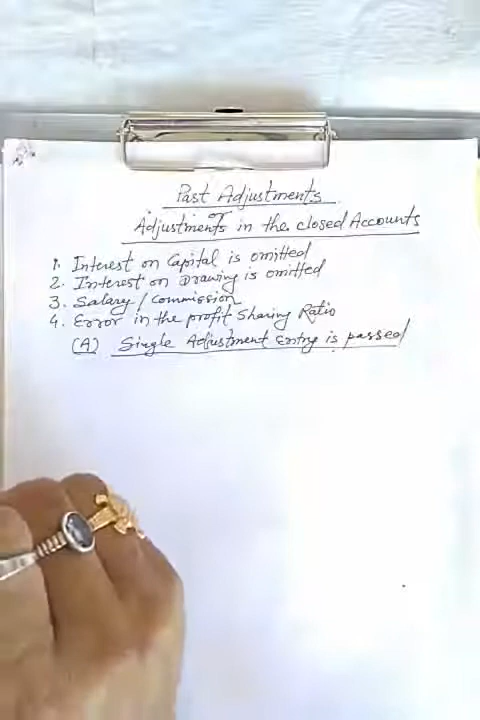 Past Adjustments
or
Adjustments in the closed Accounts
1. Interest on Capital is omitted
2. Interest on Drawing is omitted
3. Salary / Commission
4. Error in the profit Sharing Ratio
(A) Single Adjustment Entry is passed